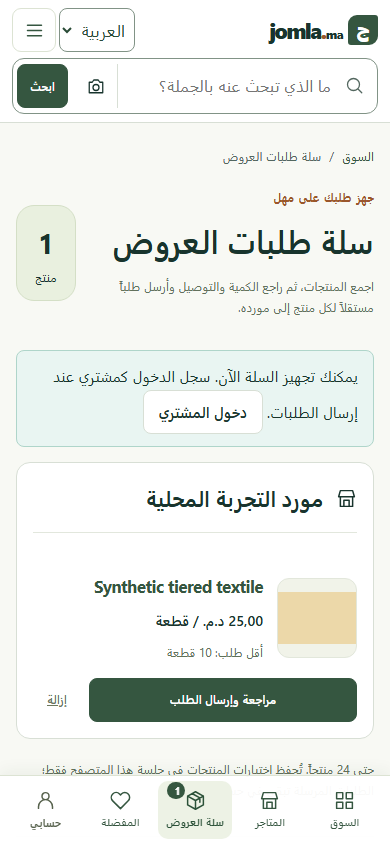 العربية
jomla.ma
ج
ما الذي تبحث عنه بالجملة؟
ابحث
السوق / سلة طلبات العروض
جهز طلبك على مهل
سلة طلبات العروض
1
منتج
اجمع المنتجات، ثم راجع الكمية والتوصيل وأرسل طلباً
مستقلاً لكل منتج إلى مورده.
يمكنك تجهيز السلة الآن. سجل الدخول كمشتري عند
إرسال الطلبات. دخول المشتري
مورد التجربة المحلية
Synthetic tiered textile
25,00 د.م. / قطعة
أقل طلب: 10 قطعة
مراجعة وإرسال الطلب
إزالة
حتى 24 منتجاً. تُحفظ اختيارات المنتجات في جلسة هذا المتصفح فقط؛
السوق
المتاجر
1
سلة العروض
المفضلة
حسابي